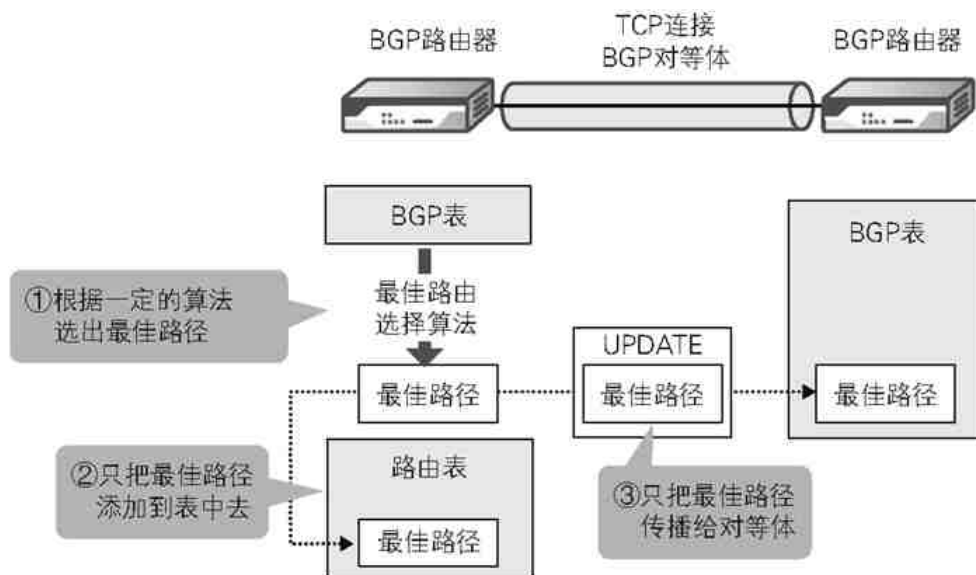 BGP路由器
TCP连接
BGP对等体
BGP路由器
BGP表
BGP表
①根据一定的算法
选出最佳路径
最佳路由
选择算法
UPDATE
最佳路径
最佳路径
最佳路径
②只把最佳路径
添加到表中去
路由表
最佳路径
③只把最佳路径
传播给对等体